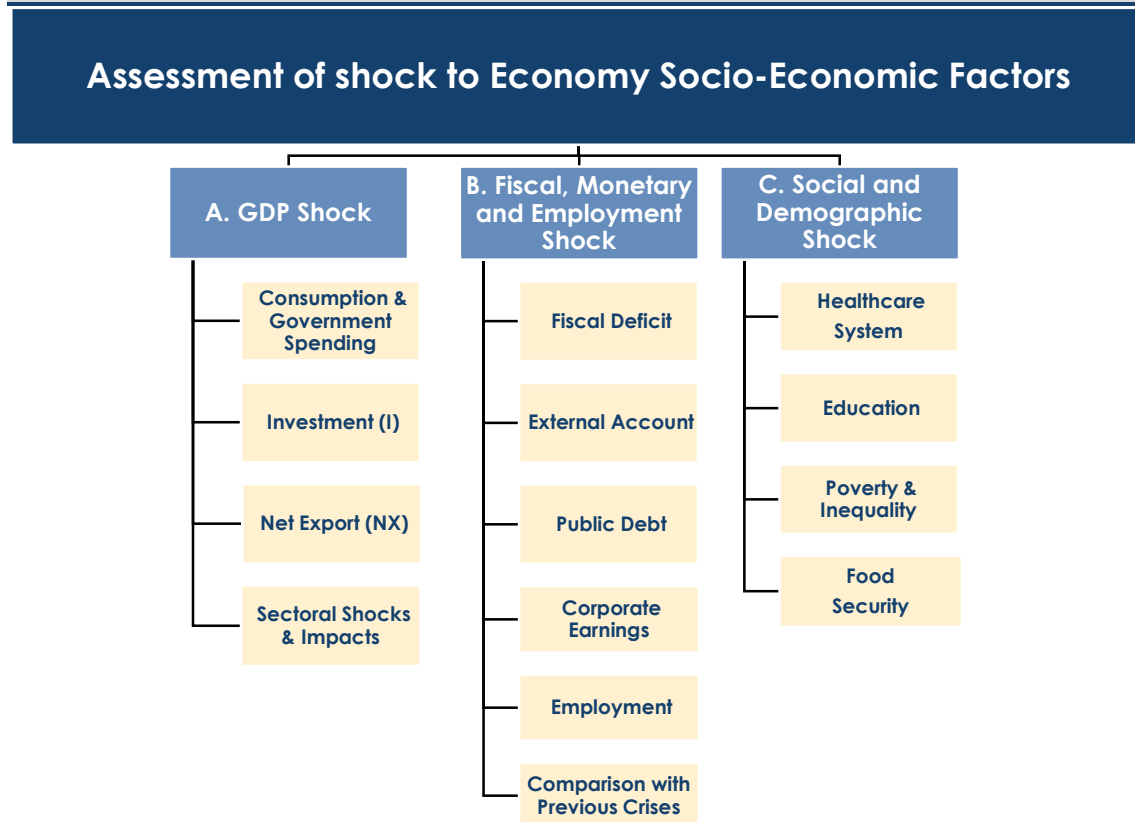 Assessment of shock to Economy Socio-Economic Factors
A. GDP Shock
Consumption &
Government
Spending
Investment (I)
Net Export (NX)
Sectoral Shocks
& Impacts
B. Fiscal, Monetary
and Employment
Shock
Fiscal Deficit
External Account
Public Debt
Corporate
Earnings
Employment
Comparison with
Previous Crises
C. Social and
Demographic
Shock
Healthcare
System
Education
Poverty &
Inequality
Food
Security